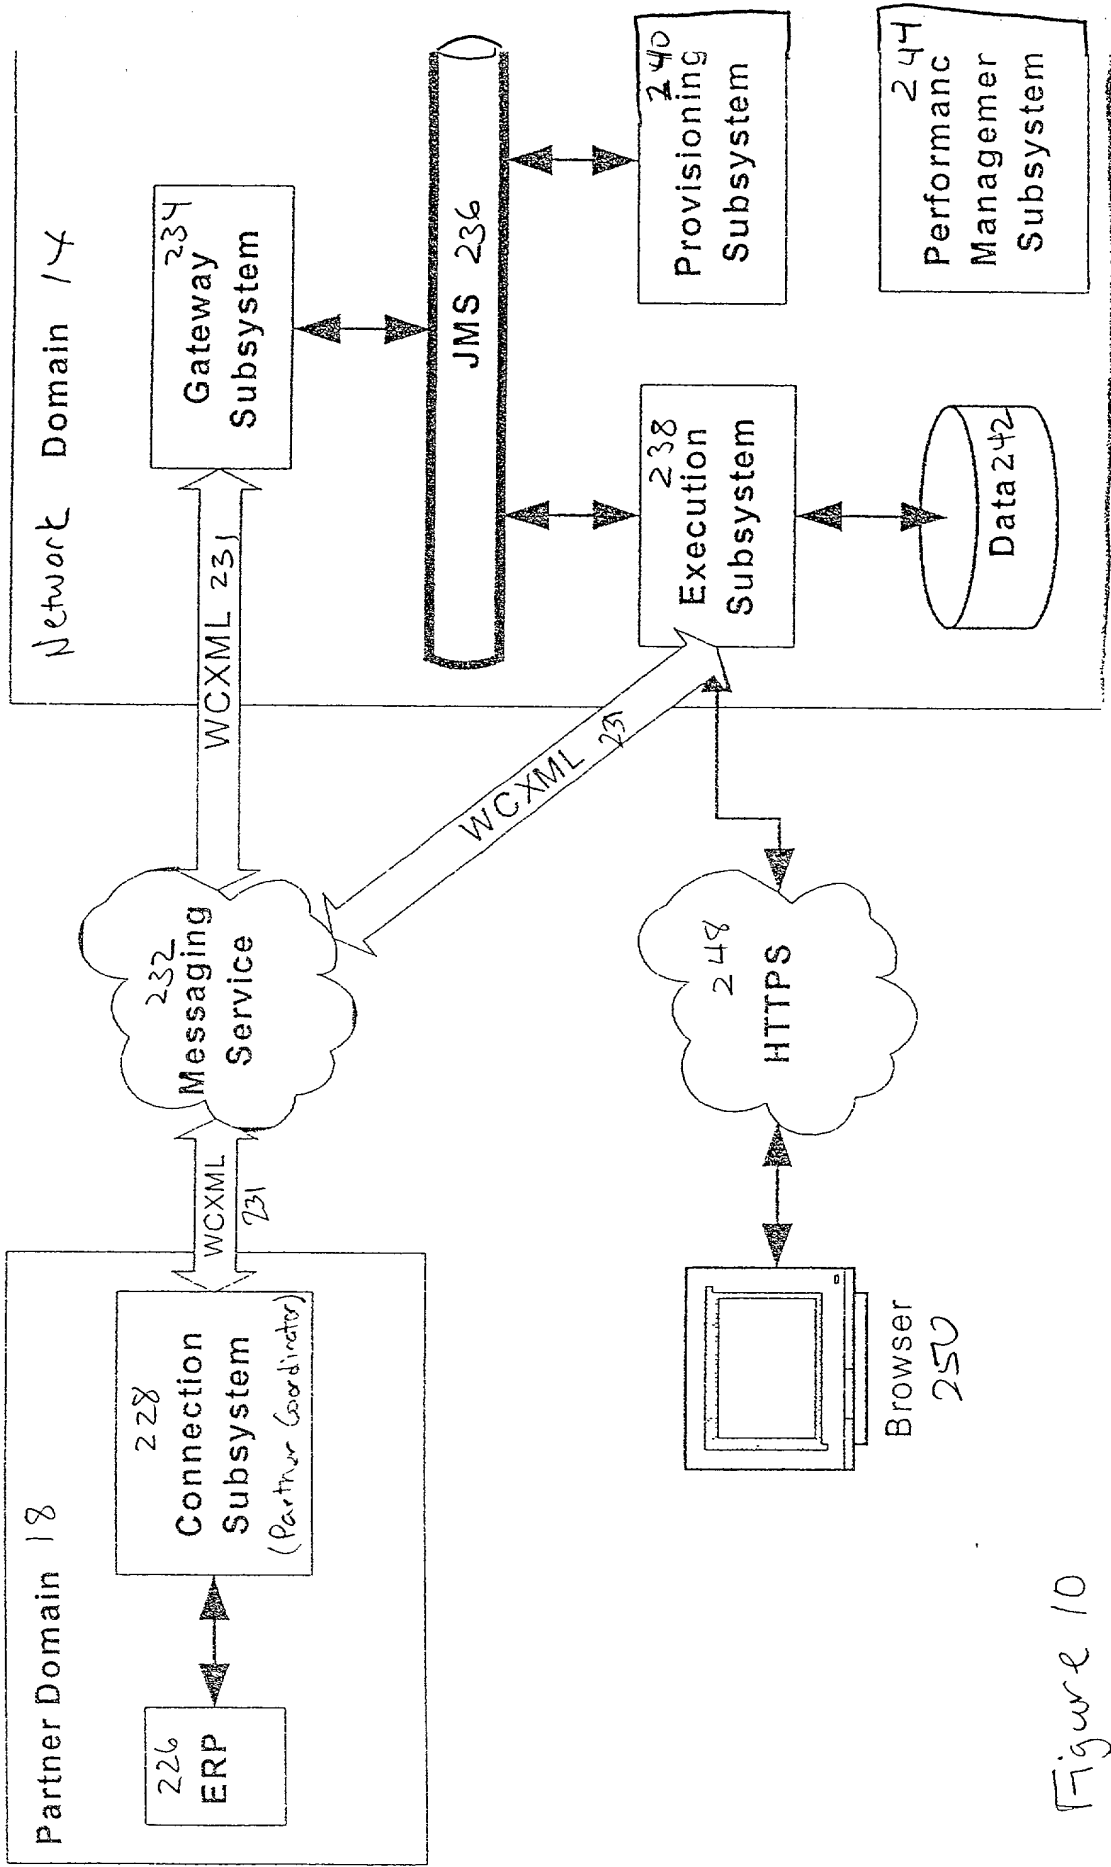 Partner Domain 18
226
ERP
228
Connection
Subsystem
(Partner Coordinator)
WCXML
231
232
Messaging
Service
WCXML 231
WCXML 231
Network Domain 14
234
Gateway
Subsystem
JMS 236
238
Execution
Subsystem
240
Provisioning
Subsystem
Data 242
244
Performanc
Managemer
Subsystem
248
HTTPS
Browser
250
Figure 10